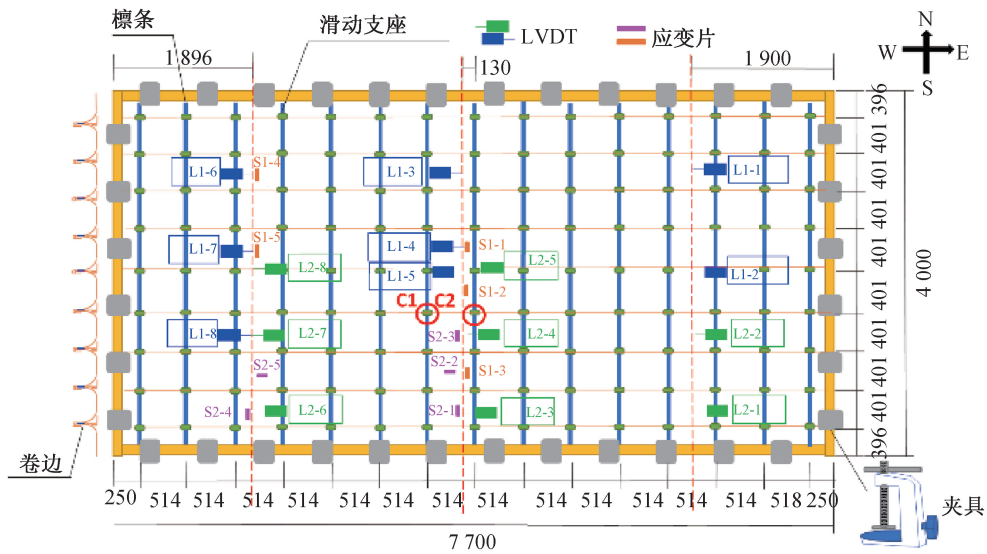 檩条
滑动支座
LVDT
应变片
N
W
E
S
1 896
130
1 900
396
401
401
401
401
401
401
401
401
396
4 000
L1-6
S1-4
L1-3
L1-1
L1-7
S1-5
L2-8
L1-4
L1-5
S1-1
L2-5
L1-2
S1-2
C1
C2
L1-8
L2-7
S2-3
L2-4
L2-2
S2-5
S2-2
S1-3
S2-4
L2-6
S2-1
L2-3
L2-1
卷边
夹具
250
514
514
514
514
514
514
514
514
514
514
514
514
514
518
250
7 700